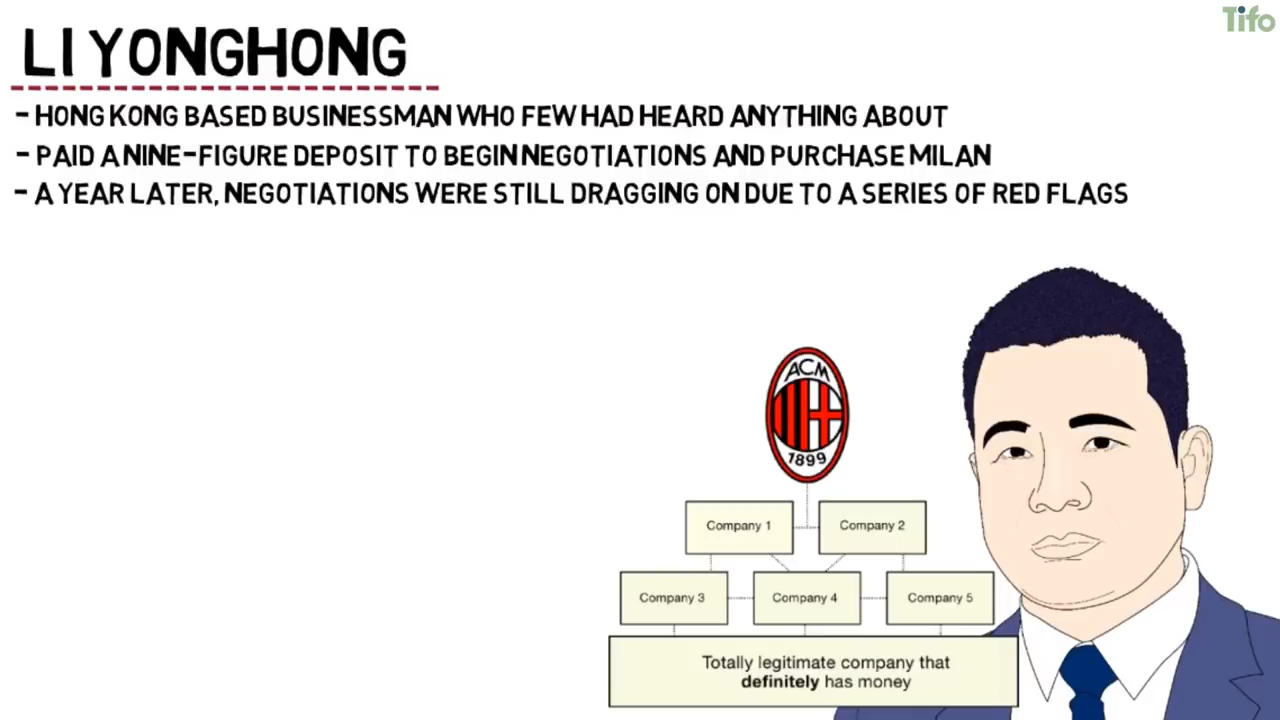 Tifo
LI YONGHONG
- HONG KONG BASED BUSINESSMAN WHO FEW HAD HEARD ANYTHING ABOUT
- PAID A NINE-FIGURE DEPOSIT TO BEGIN NEGOTIATIONS AND PURCHASE MILAN
- A YEAR LATER, NEGOTIATIONS WERE STILL DRAGGING ON DUE TO A SERIES OF RED FLAGS
ACM
1899
Company 1
Company 2
Company 3
Company 4
Company 5
Totally legitimate company that
definitely has money